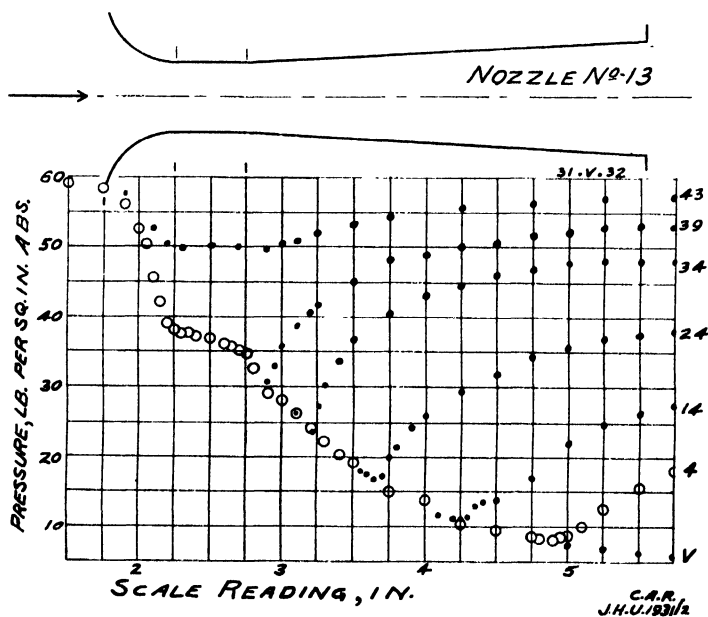 NOZZLE Nº-13
31.V.32
PRESSURE, LB. PER SQ. IN. ABS.
60
50
40
30
20
10
43
39
34
24
14
4
V
2
3
4
5
SCALE READING, IN.
C.A.R.
J.H.U. 1931/2